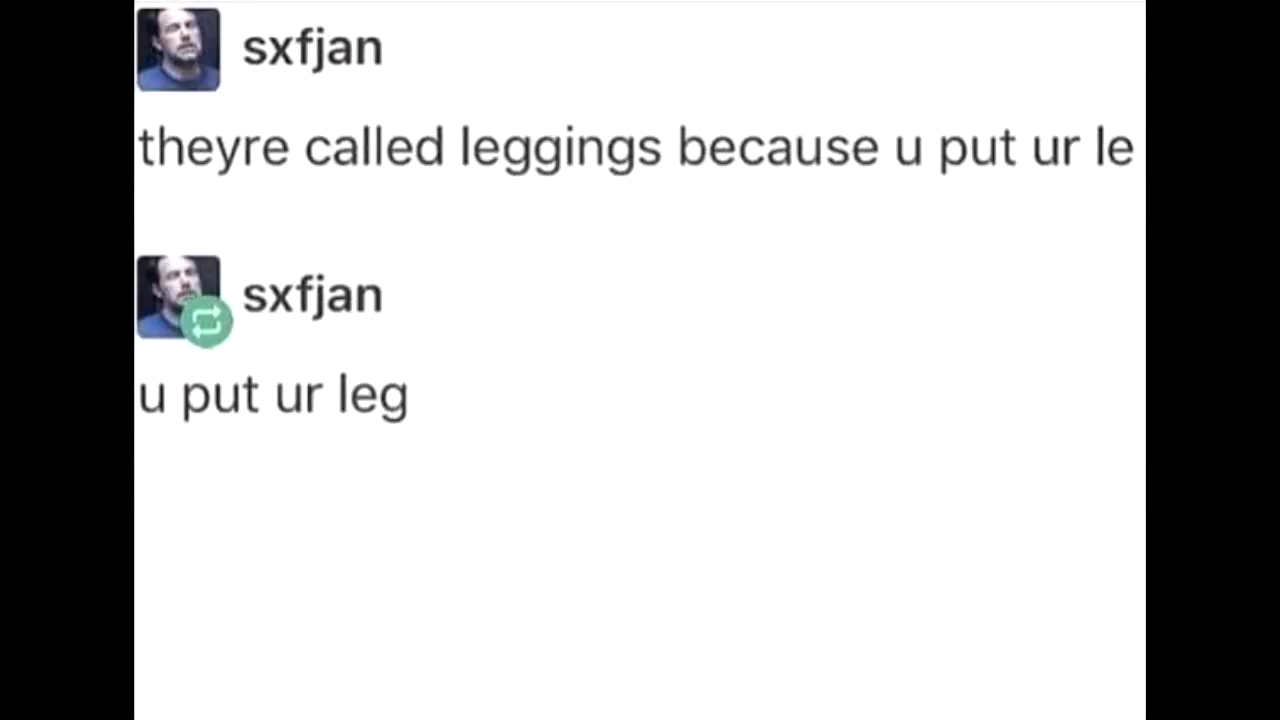 sxfjan
theyre called leggings because u put ur le
sxfjan
u put ur leg